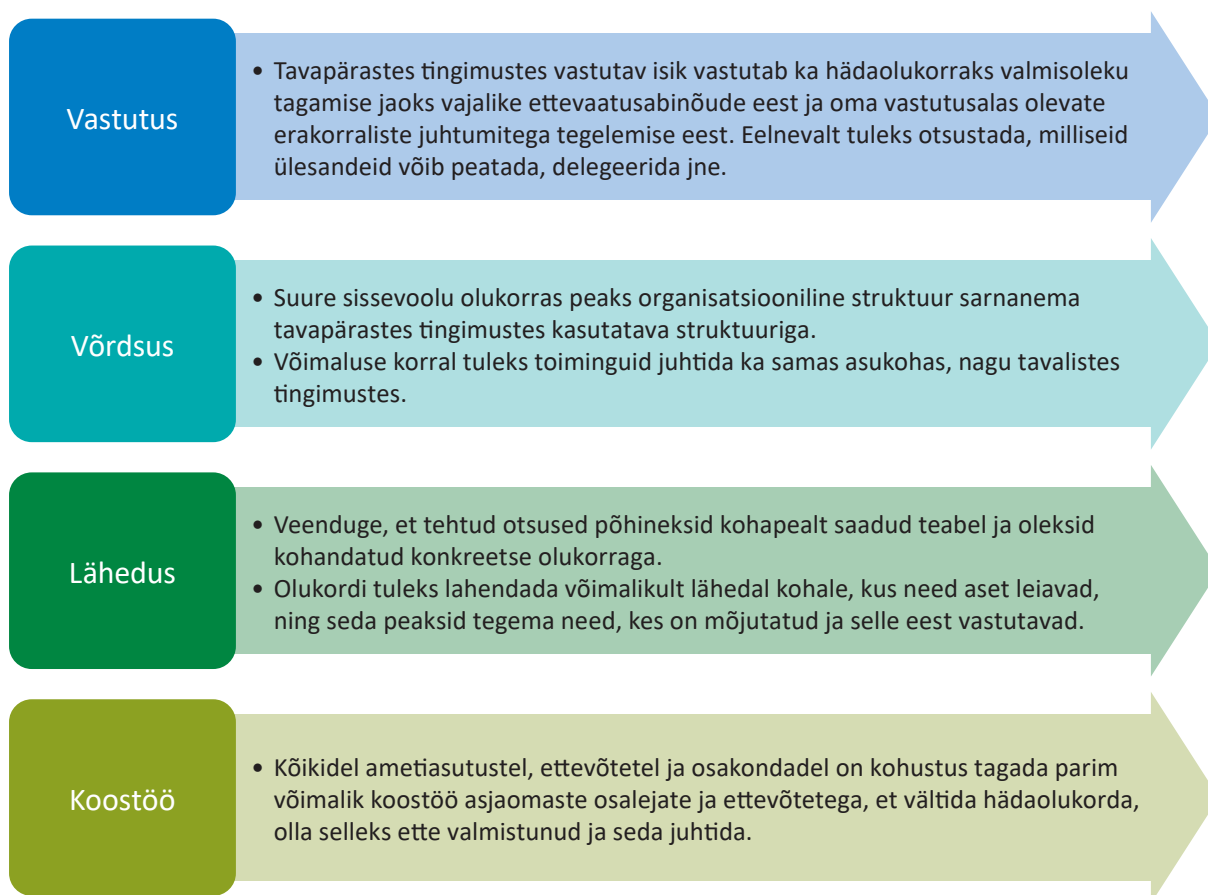 Vastutus
• Tavapärastes tingimustes vastutav isik vastutab ka hädaolukorraks valmisoleku
tagamise jaoks vajalike ettevaatusabinõude eest ja oma vastutusalas olevate
erakorraliste juhtumitega tegelemise eest. Eelnevalt tuleks otsustada, milliseid
ülesandeid võib peatada, delegeerida jne.
Võrdsus
• Suure sissevoolu olukorras peaks organisatsiooniline struktuur sarnanema
tavapärastes tingimustes kasutatava struktuuriga.
• Võimaluse korral tuleks toiminguid juhtida ka samas asukohas, nagu tavalistes
tingimustes.
Lähedus
• Veenduge, et tehtud otsused põhineksid kohapealt saadud teabel ja oleksid
kohandatud konkreetse olukorraga.
• Olukordi tuleks lahendada võimalikult lähedal kohale, kus need aset leiavad,
ning seda peaksid tegema need, kes on mõjutatud ja selle eest vastutavad.
Koostöö
• Kõikidel ametiasutustel, ettevõtetel ja osakondadel on kohustus tagada parim
võimalik koostöö asjaomaste osalejate ja ettevõtetega, et vältida hädaolukorda,
olla selleks ette valmistunud ja seda juhtida.